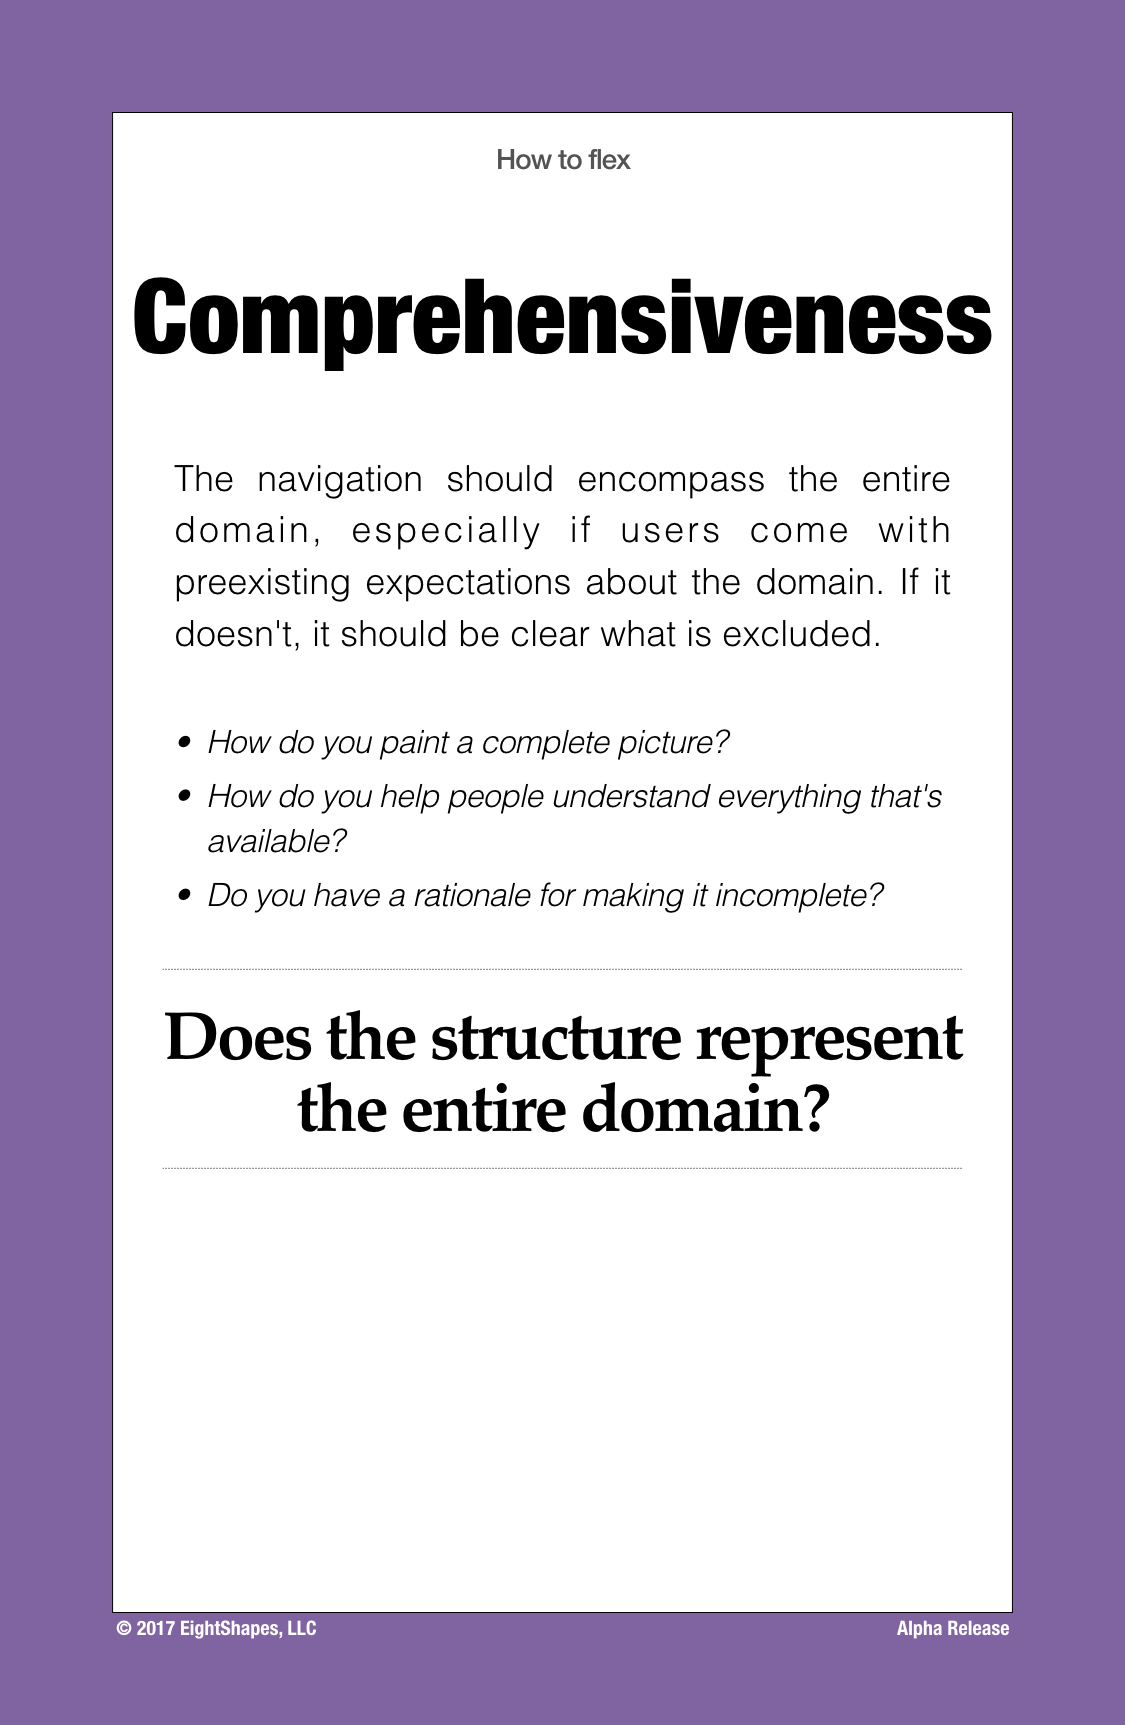 How to flex
Comprehensiveness
The navigation should encompass the entire
domain, especially if users come with
preexisting expectations about the domain. If it
doesn't, it should be clear what is excluded.
• How do you paint a complete picture?
• How do you help people understand everything that's
available?
• Do you have a rationale for making it incomplete?
Does the structure represent
the entire domain?
© 2017 EightShapes, LLC
Alpha Release